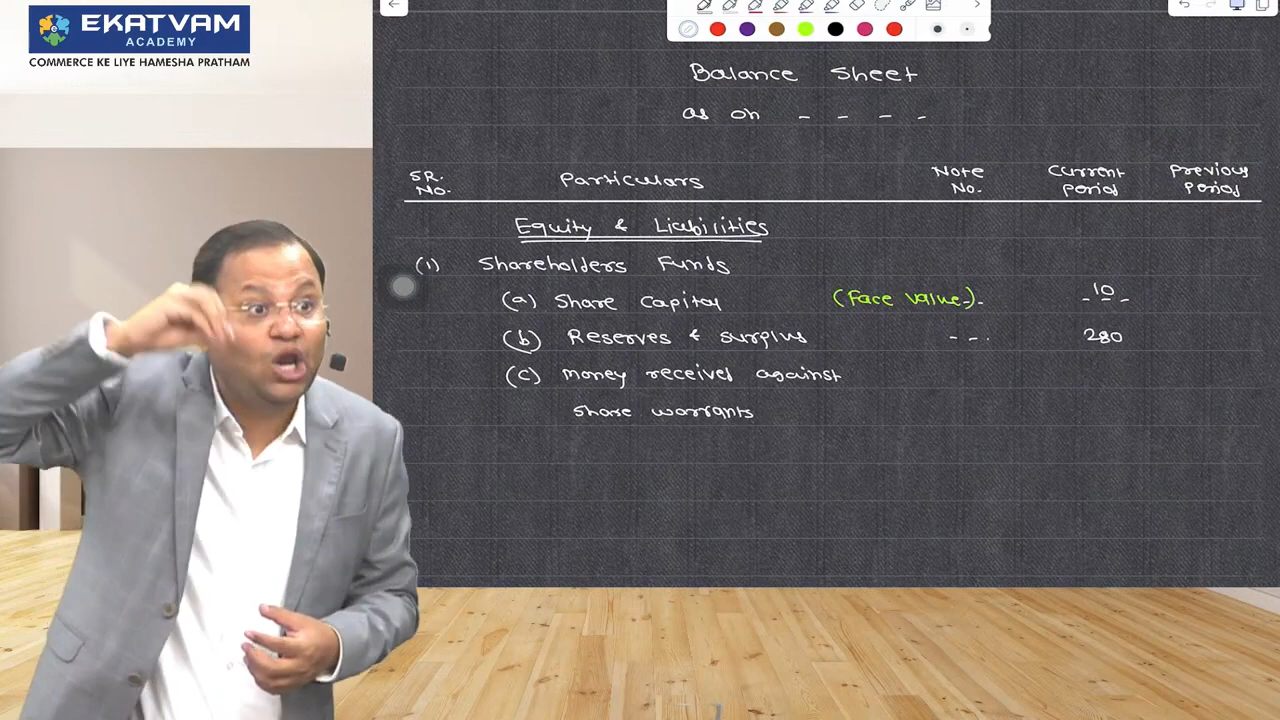 EKATVAM
ACADEMY
COMMERCE KE LIYE HAMESHA PRATHAM
Balance Sheet
as on - - - -
SR. No. Particulars Note No. Current Period Previous Period
Equity & Liabilities
(1) Shareholders Funds
(a) Share Capital (Face Value) - - 10
(b) Reserves & Surplus - - . 280
(c) Money received against
Share warrants